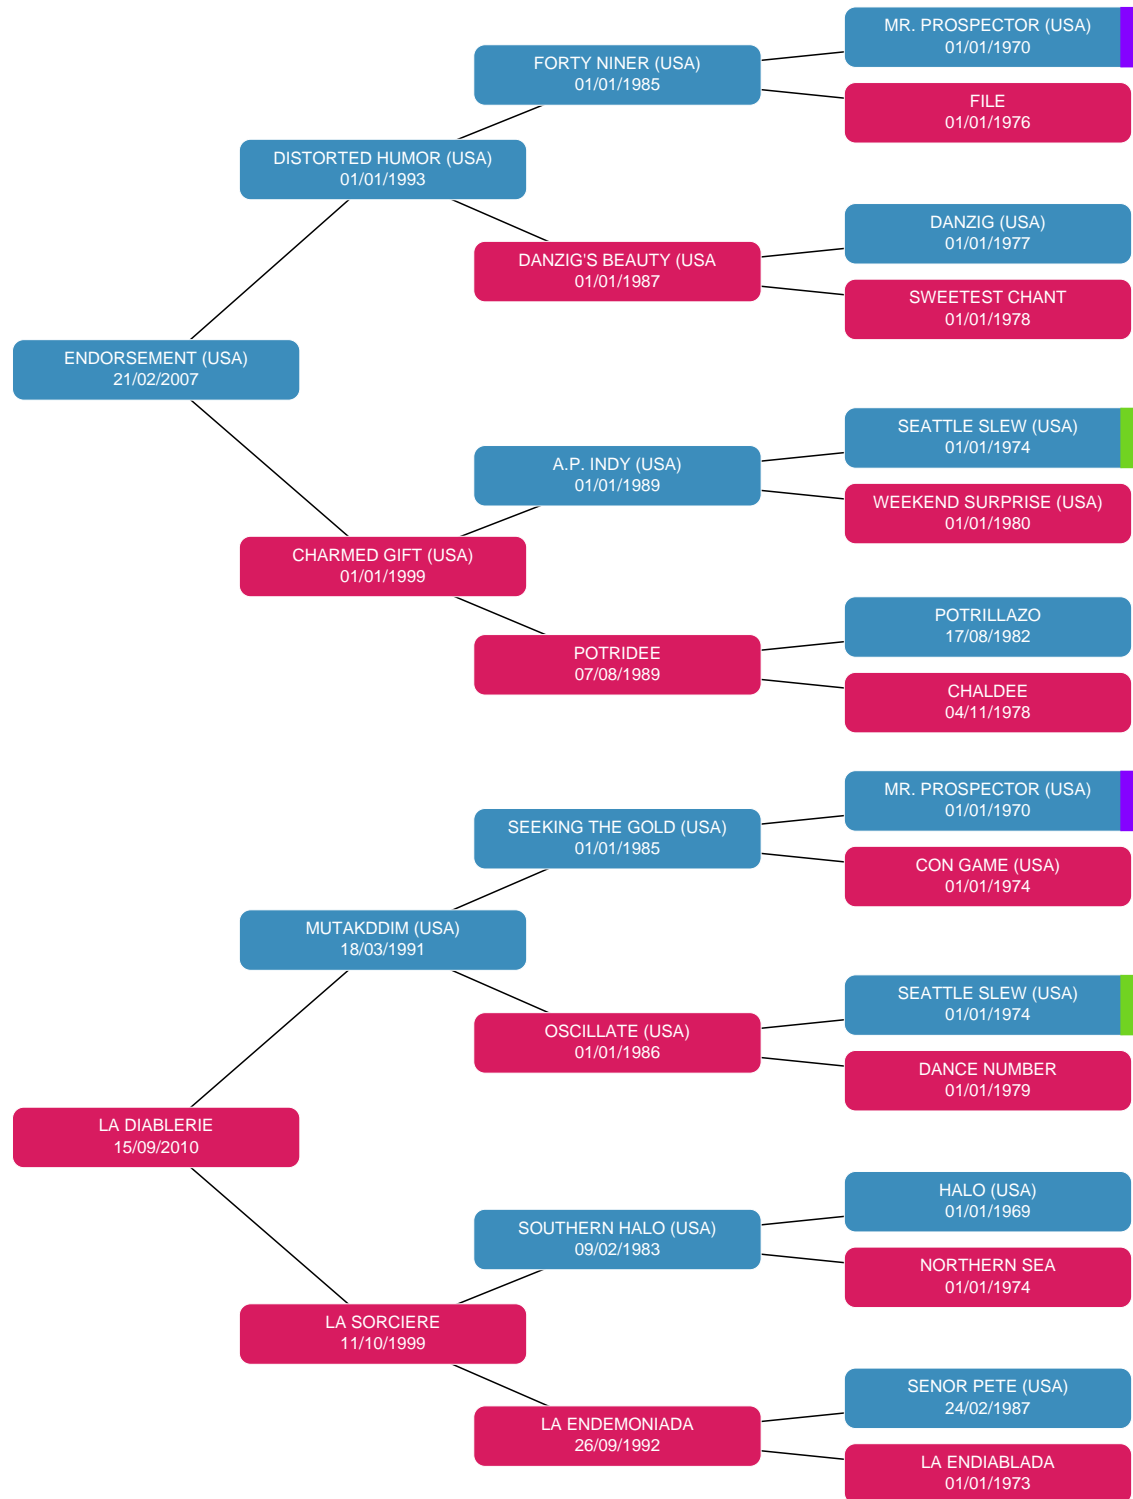 MR. PROSPECTOR (USA)
01/01/1970
FORTY NINER (USA)
01/01/1985
FILE
01/01/1976
DISTORTED HUMOR (USA)
01/01/1993
DANZIG (USA)
01/01/1977
DANZIG'S BEAUTY (USA
01/01/1987
SWEETEST CHANT
01/01/1978
ENDORSEMENT (USA)
21/02/2007
SEATTLE SLEW (USA)
01/01/1974
A.P. INDY (USA)
01/01/1989
WEEKEND SURPRISE (USA)
01/01/1980
CHARMED GIFT (USA)
01/01/1999
POTRILLAZO
17/08/1982
POTRIDEE
07/08/1989
CHALDEE
04/11/1978
MR. PROSPECTOR (USA)
01/01/1970
SEEKING THE GOLD (USA)
01/01/1985
CON GAME (USA)
01/01/1974
MUTAKDDIM (USA)
18/03/1991
SEATTLE SLEW (USA)
01/01/1974
OSCILLATE (USA)
01/01/1986
DANCE NUMBER
01/01/1979
LA DIABLERIE
15/09/2010
HALO (USA)
01/01/1969
SOUTHERN HALO (USA)
09/02/1983
NORTHERN SEA
01/01/1974
LA SORCIERE
11/10/1999
SENOR PETE (USA)
24/02/1987
LA ENDEMONIADA
26/09/1992
LA ENDIABLADA
01/01/1973